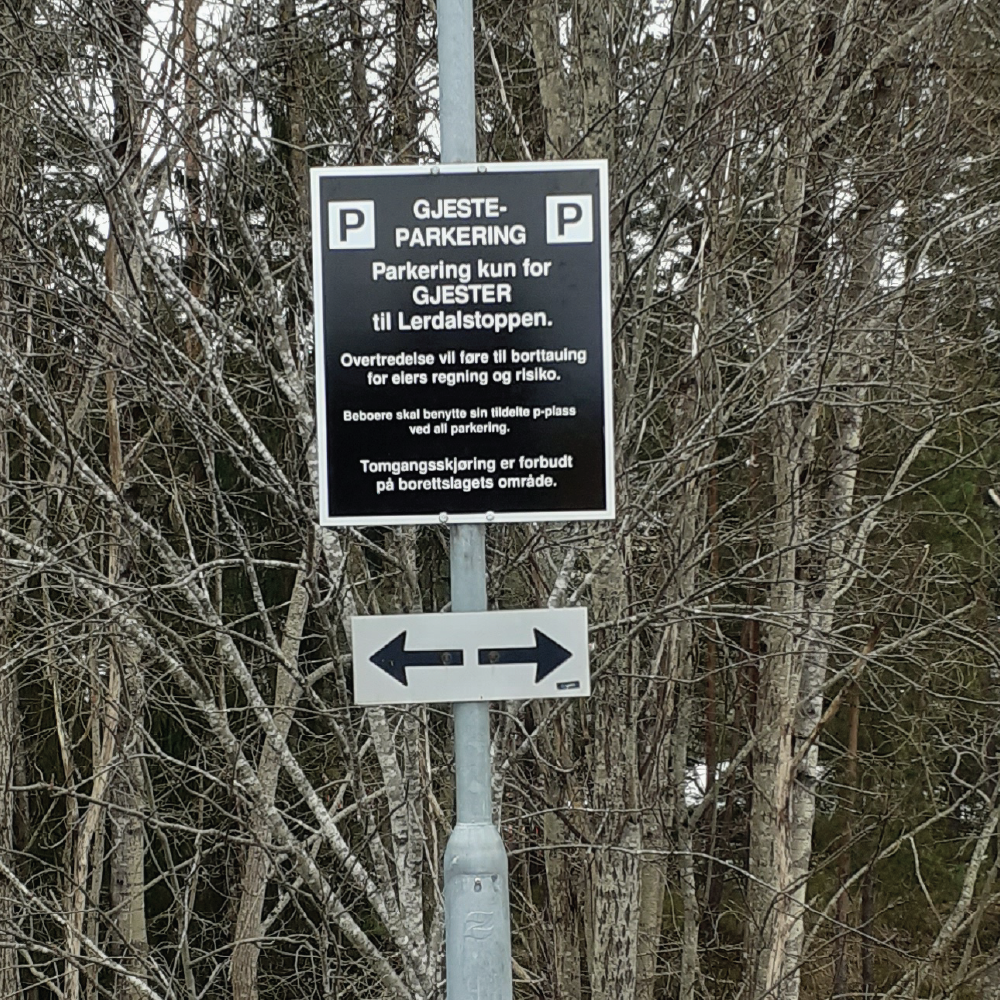 P GJESTE- P
PARKERING
Parkering kun for
GJESTER
til Lerdalstoppen.
Overtredelse vil føre til borttauing
for eiers regning og risiko.
Beboere skal benytte sin tildelte p-plass
ved all parkering.
Tomgangsskjøring er forbudt
på borettslagets område.